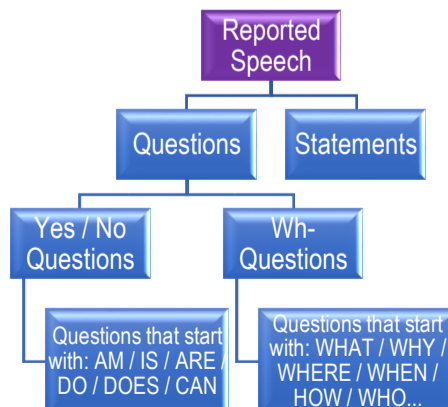 Reported
Speech
Questions
Statements
Yes / No
Questions
Wh-
Questions
Questions that start
with: AM / IS / ARE /
DO / DOES / CAN
Questions that start
with: WHAT / WHY /
WHERE / WHEN /
HOW / WHO...